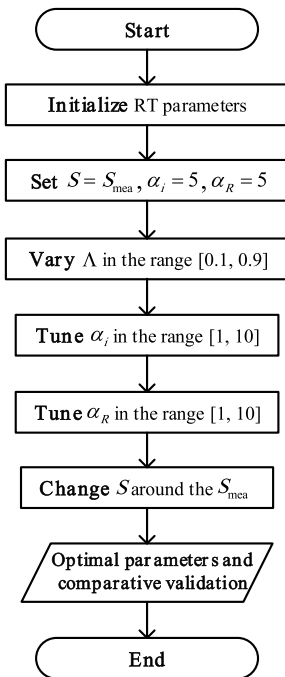 Start
Initialize RT parameters
Set S = S_mea, α_i = 5, α_R = 5
Vary Λ in the range [0.1, 0.9]
Tune α_i in the range [1, 10]
Tune α_R in the range [1, 10]
Change S around the S_mea
Optimal parameters and
comparative validation
End